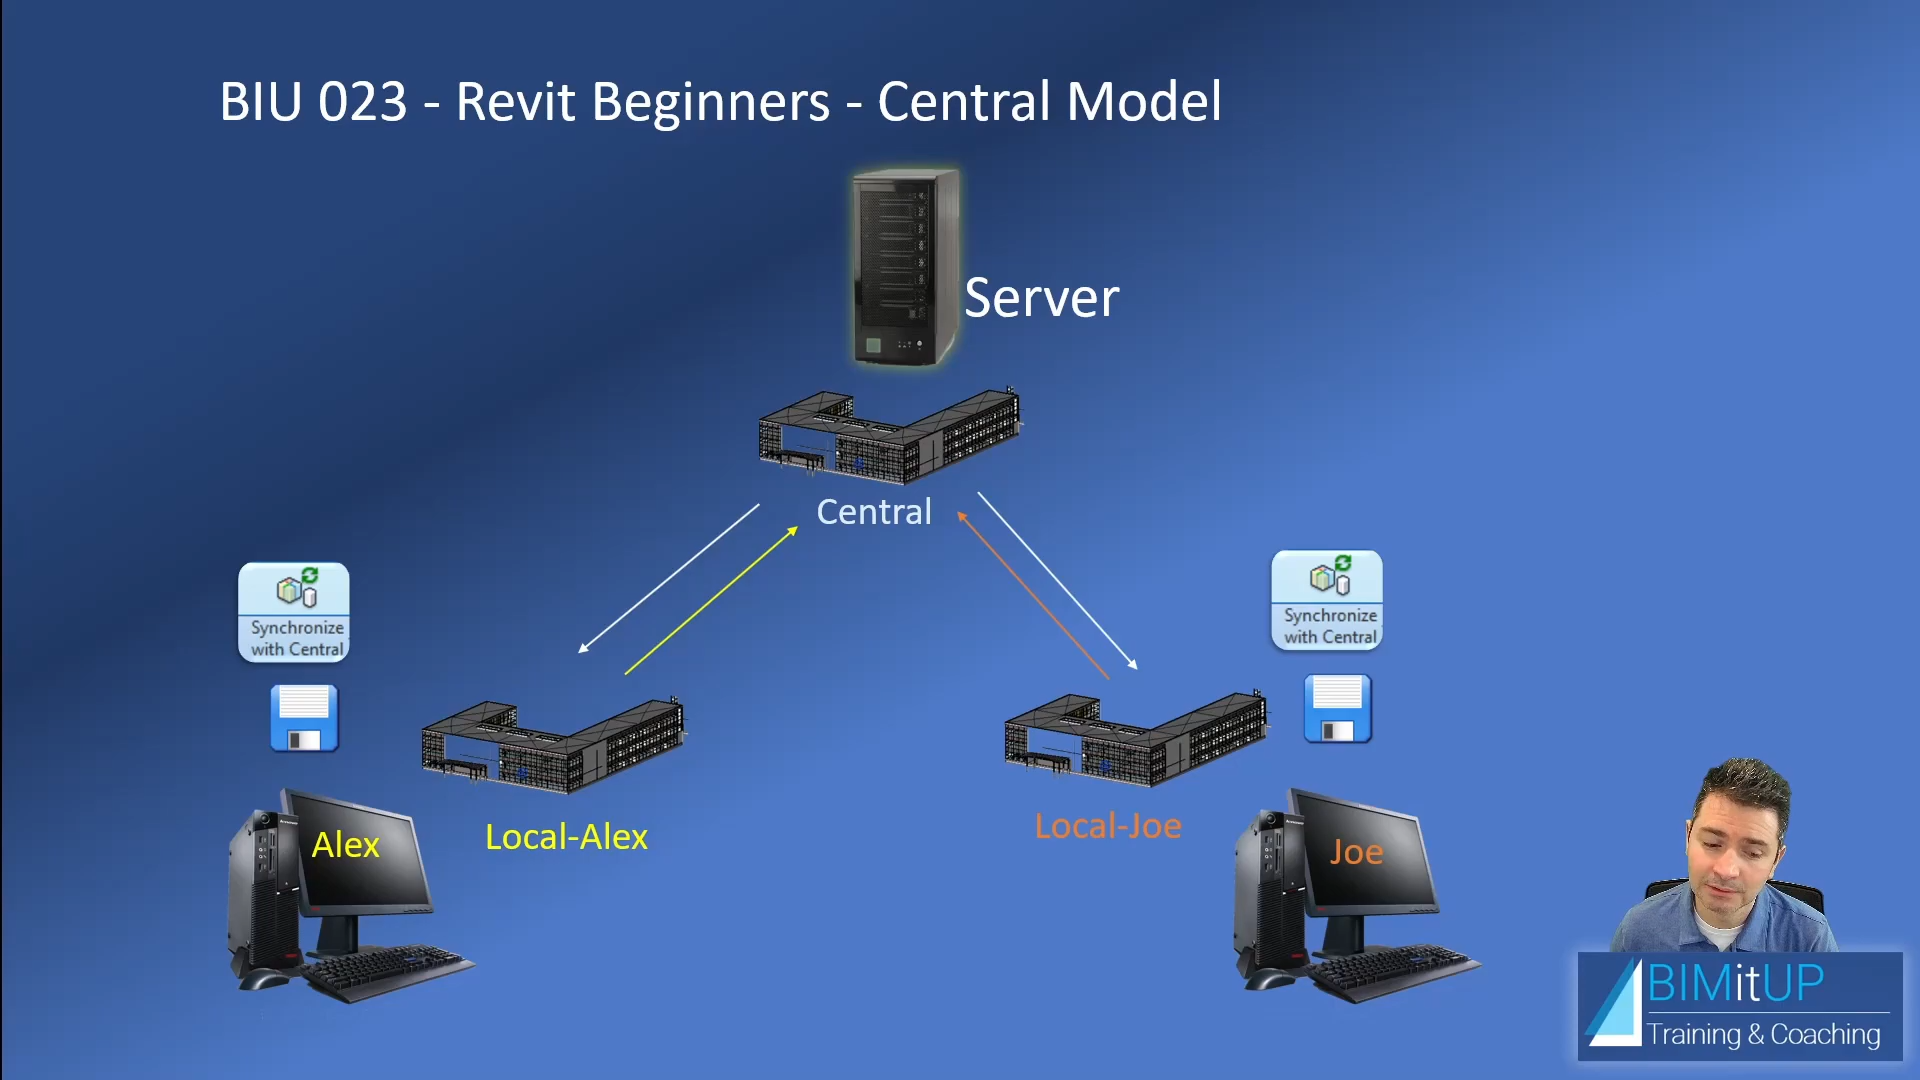 BIU 023 - Revit Beginners - Central Model
Server
Central
Synchronize
with Central
Synchronize
with Central
Alex
Local-Alex
Local-Joe
Joe
BIMitUP
Training & Coaching